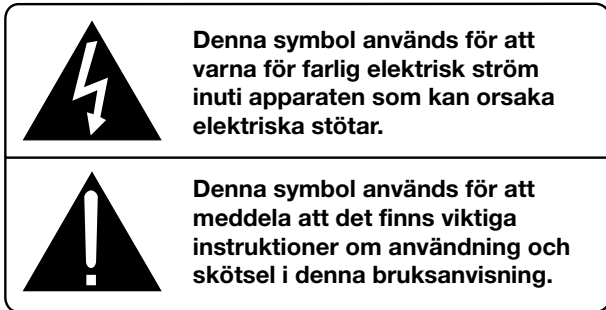 Denna symbol används för att
varna för farlig elektrisk ström
inuti apparaten som kan orsaka
elektriska stötar.
Denna symbol används för att
meddela att det finns viktiga
instruktioner om användning och
skötsel i denna bruksanvisning.